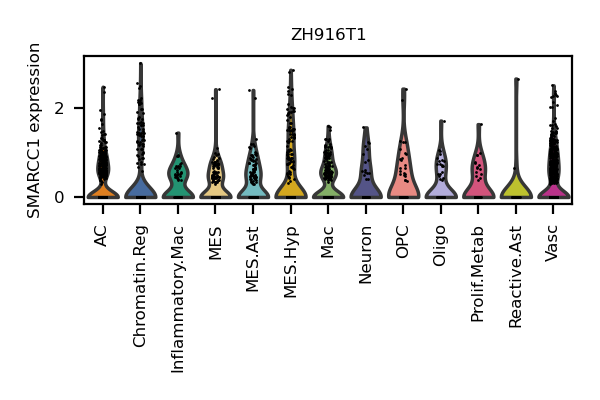 ZH916T1
SMARCC1 expression
2
0
AC
Chromatin.Reg
Inflammatory.Mac
MES
MES.Ast
MES.Hyp
Mac
Neuron
OPC
Oligo
Prolif.Metab
Reactive.Ast
Vasc